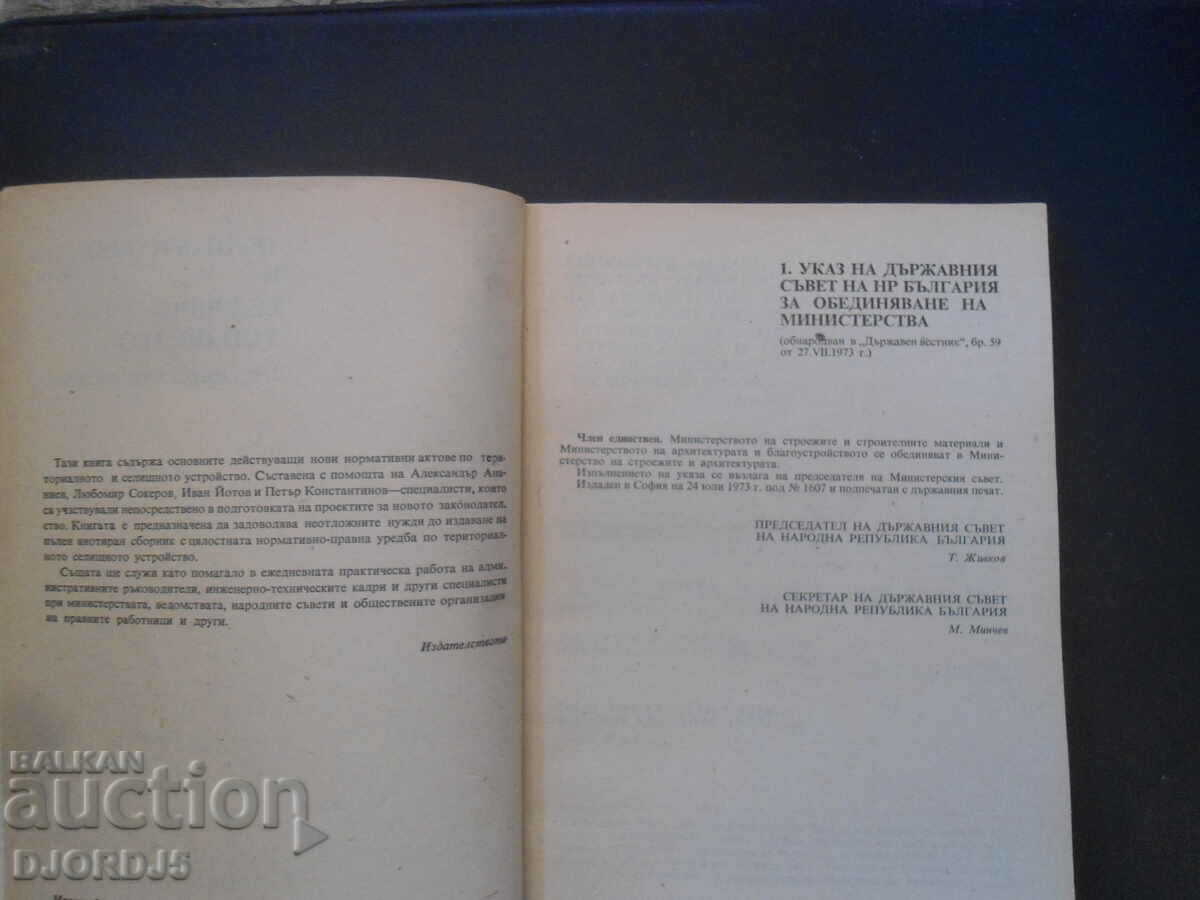 Тази книга съдържа основните действуващи нови нормативни актове по тери-
ториалното и селищното устройство. Съставена с помощта на Александър Ана-
ниев, Любомир Сокеров, Иван Йотов и Петър Константинов—специалисти, които
са участвували непосредствено в подготовката на проектите за новото законодател.
ство. Книгата е предназначена да задоволява неотложните нужди до издаване на
пълен анотиран сборник с цялостната нормативно-правна уредба по териториал-
ното селищното устройство.
Същата ще служи като помагало в ежедневната практическа работа на адми.
нистративните ръководители, инженерно-техническите кадри и други специалисти
при министерствата, ведомствата, народните съвети и обществените организации
на правните работници и други.
Издателството
1. УКАЗ НА ДЪРЖАВНИЯ
СЪВЕТ НА НР БЪЛГАРИЯ
ЗА ОБЕДИНЯВАНЕ НА
МИНИСТЕРСТВА
(обнародван в „Държавен вестник“, бр. 59
от 27.VII.1973 г.)
Член единствен. Министерството на строежите и строителните материали и
Министерството на архитектурата и благоустройството се обединяват в Мини-
стерство на строежите и архитектурата.
Изпълнението на указа се възлага на председателя на Министерския съвет.
Издаден в София на 24 юли 1973 г. под № 1607 и подпечатан с държавния печат.
ПРЕДСЕДАТЕЛ НА ДЪРЖАВНИЯ СЪВЕТ
НА НАРОДНА РЕПУБЛИКА БЪЛГАРИЯ
Т. Живков
СЕКРЕТАР НА ДЪРЖАВНИЯ СЪВЕТ
НА НАРОДНА РЕПУБЛИКА БЪЛГАРИЯ
М. Минчев
BALKAN
auction
DJORDJ5